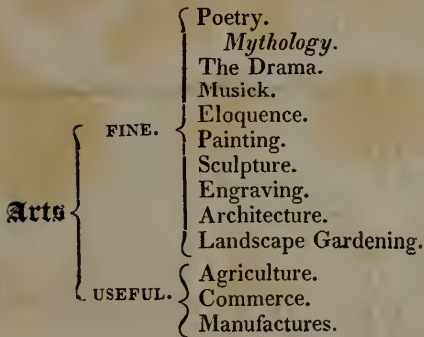 Poetry.
Mythology.
The Drama.
Musick.
Eloquence.
FINE.
Painting.
Sculpture.
Engraving.
Architecture.
Arts
Landscape Gardening.
Agriculture.
USEFUL.
Commerce.
Manufactures.